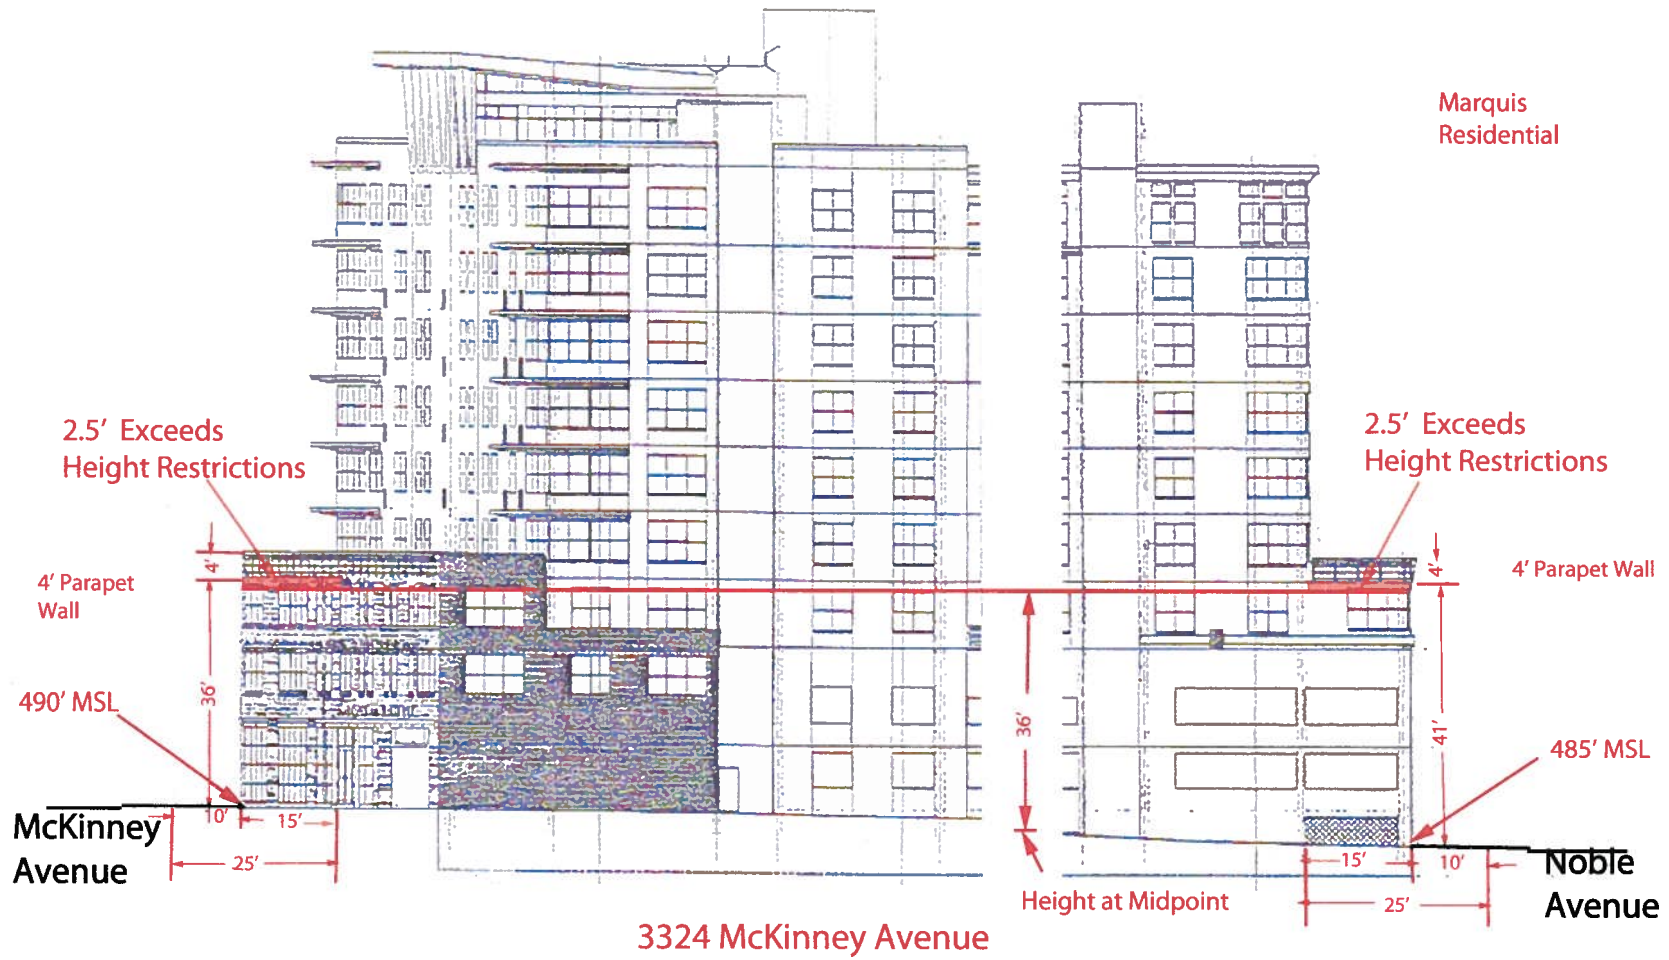 Marquis
Residential
2.5' Exceeds
Height Restrictions
2.5' Exceeds
Height Restrictions
4'
4' Parapet
Wall
4'
4' Parapet Wall
36'
490' MSL
36'
41'
485' MSL
McKinney
Avenue
10'
15'
25'
Height at Midpoint
15'
10'
25'
Noble
Avenue
3324 McKinney Avenue